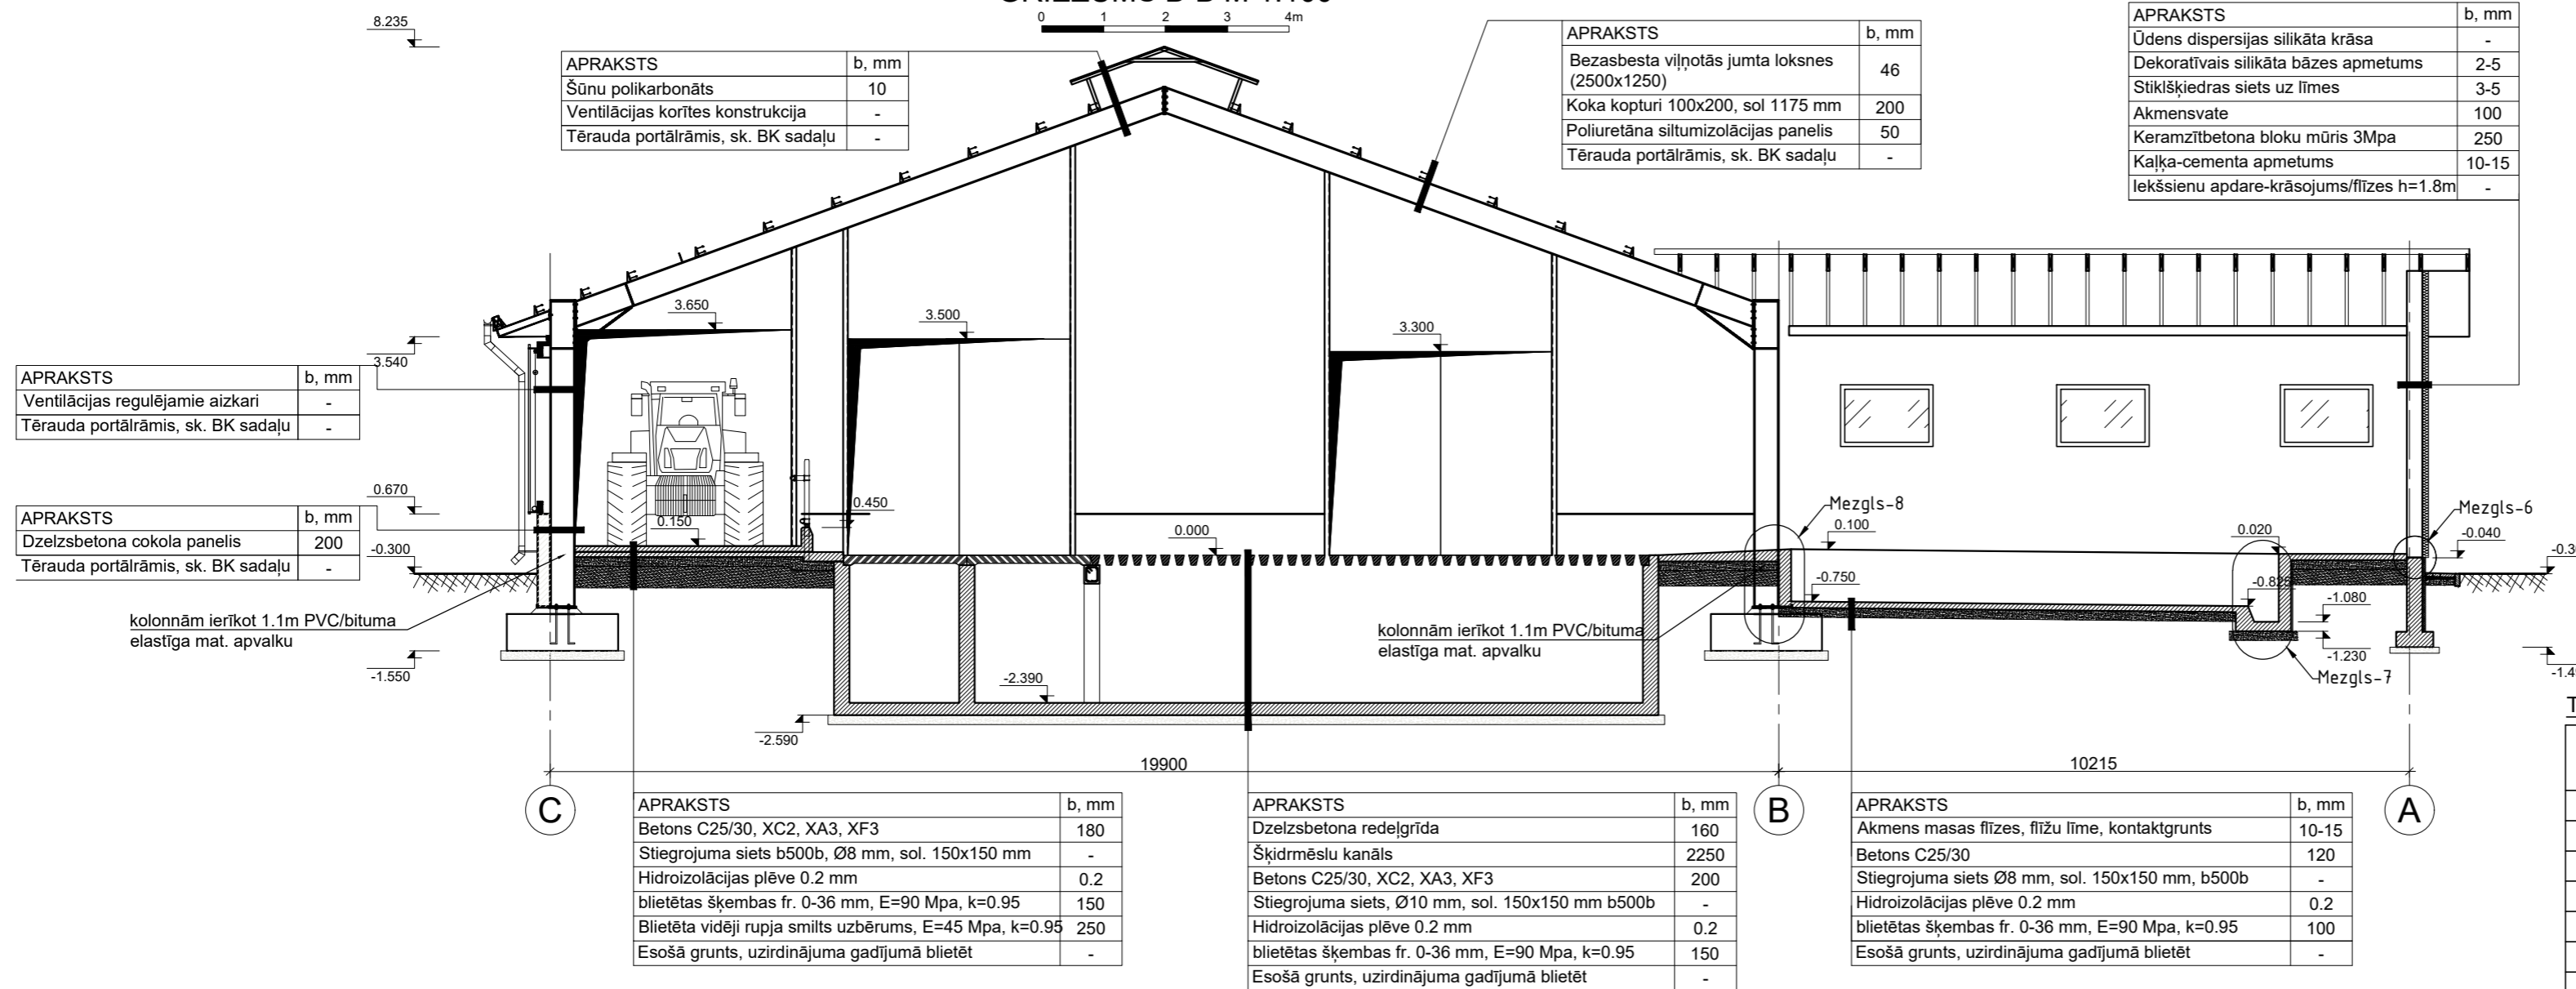 0 1 2 3 4m
8.235
APRAKSTS b, mm
Šūnu polikarbonāts 10
Ventilācijas korītes konstrukcija -
Tērauda portālrāmis, sk. BK sadaļu -
APRAKSTS b, mm
Bezasbesta viļņotās jumta loksnes
(2500x1250) 46
Koka kopturi 100x200, sol 1175 mm 200
Poliuretāna siltumizolācijas panelis 50
Tērauda portālrāmis, sk. BK sadaļu -
APRAKSTS b, mm
Ūdens dispersijas silikāta krāsa -
Dekoratīvais silikāta bāzes apmetums 2-5
Stiklšķiedras siets uz līmes 3-5
Akmensvate 100
Keramzītbetona bloku mūris 3Mpa 250
Kaļķa-cementa apmetums 10-15
Iekšsienu apdare-krāsojums/flīzes h=1.8m -
3.650
3.500
3.300
3.540
APRAKSTS b, mm
Ventilācijas regulējamie aizkari -
Tērauda portālrāmis, sk. BK sadaļu -
0.670
APRAKSTS b, mm
Dzelzsbetona cokola panelis 200
Tērauda portālrāmis, sk. BK sadaļu -
-0.300
0.150
0.450
0.000
Mezgls-8
0.100
0.020
Mezgls-6
-0.040
-0.750
-0.825
-1.080
-1.230
Mezgls-7
kolonnām ierīkot 1.1m PVC/bituma
elastīga mat. apvalku
kolonnām ierīkot 1.1m PVC/bituma
elastīga mat. apvalku
-1.550
-2.390
-2.590
19900
10215
C
B
A
APRAKSTS b, mm
Betons C25/30, XC2, XA3, XF3 180
Stiegrojuma siets b500b, Ø8 mm, sol. 150x150 mm -
Hidroizolācijas plēve 0.2 mm 0.2
blietētas šķembas fr. 0-36 mm, E=90 Mpa, k=0.95 150
Blietēta vidēji rupja smilts uzbērums, E=45 Mpa, k=0.95 250
Esošā grunts, uzirdinājuma gadījumā blietēt -
APRAKSTS b, mm
Dzelzsbetona redeļgrīda 160
Šķidrmēslu kanāls 2250
Betons C25/30, XC2, XA3, XF3 200
Stiegrojuma siets, Ø10 mm, sol. 150x150 mm b500b -
Hidroizolācijas plēve 0.2 mm 0.2
blietētas šķembas fr. 0-36 mm, E=90 Mpa, k=0.95 150
Esošā grunts, uzirdinājuma gadījumā blietēt -
APRAKSTS b, mm
Akmens masas flīzes, flīžu līme, kontaktgrunts 10-15
Betons C25/30 120
Stiegrojuma siets Ø8 mm, sol. 150x150 mm, b500b -
Hidroizolācijas plēve 0.2 mm 0.2
blietētas šķembas fr. 0-36 mm, E=90 Mpa, k=0.95 100
Esošā grunts, uzirdinājuma gadījumā blietēt -